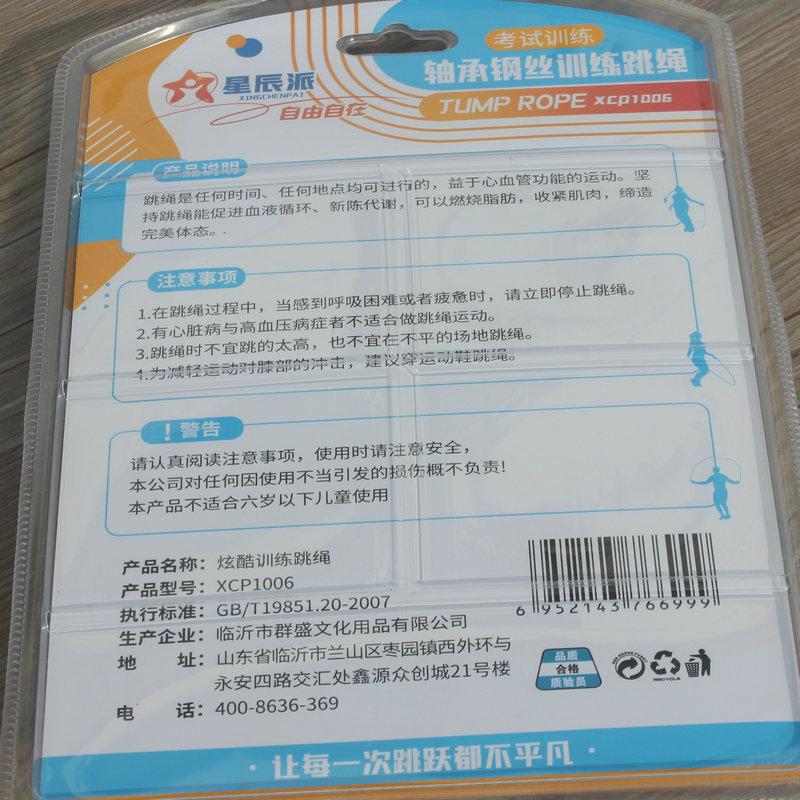 考试训练
星辰派
XINGCHENPAI
自由自在
轴承钢丝训练跳绳
JUMP ROPE xcp1006
产品说明
跳绳是任何时间、任何地点均可进行的，益于心血管功能的运动。坚
持跳绳能促进血液循环、新陈代谢，可以燃烧脂肪，收紧肌肉，缔造
完美体态。.
注意事项
1.在跳绳过程中，当感到呼吸困难或者疲惫时，请立即停止跳绳。
2.有心脏病与高血压病症者不适合做跳绳运动。
3.跳绳时不宜跳的太高，也不宜在不平的场地跳绳。
4.为减轻运动对膝部的冲击，建议穿运动鞋跳绳。
！警告
请认真阅读注意事项，使用时请注意安全，
本公司对任何因使用不当引发的损伤概不负责!
本产品不适合六岁以下儿童使用
产品名称：炫酷训练跳绳
产品型号：XCP1006
执行标准：GB/T19851.20-2007
生产企业：临沂市群盛文化用品有限公司
地 址：山东省临沂市兰山区枣园镇西外环与
永安四路交汇处鑫源众创城21号楼
电 话：400-8636-369
6 952143 766999
品质
合格
质检员
RECYCLE
·让每一次跳跃都不平凡·